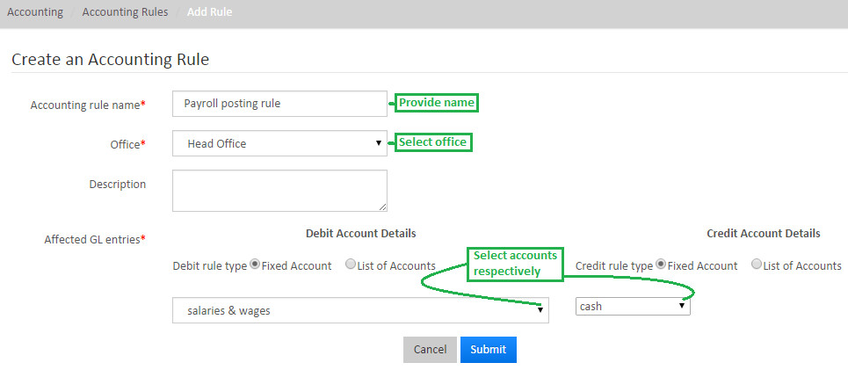 Accounting Accounting Rules Add Rule
Create an Accounting Rule
Accounting rule name* Payroll posting rule Provide name
Office* Head Office Select office
Description
Affected GL entries* Debit Account Details Credit Account Details
Select accounts
respectively
Debit rule type Fixed Account List of Accounts Credit rule type Fixed Account List of Accounts
salaries & wages cash
Cancel Submit